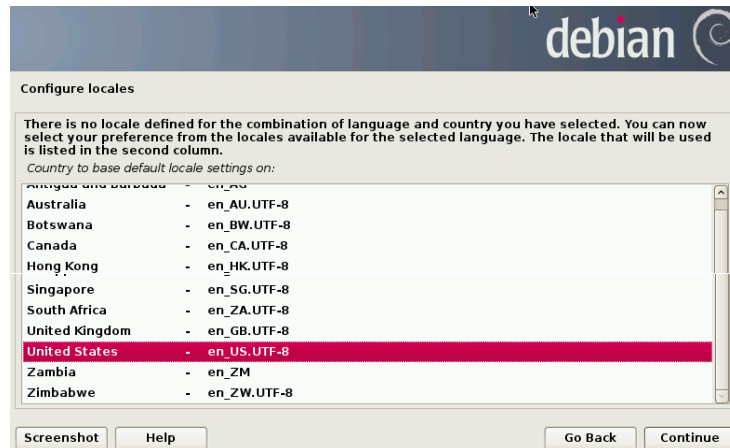 debian
Configure locales
There is no locale defined for the combination of language and country you have selected. You can now
select your preference from the locales available for the selected language. The locale that will be used
is listed in the second column.
Country to base default locale settings on:
Antigua and Barbuda - en_AG
Australia - en_AU.UTF-8
Botswana - en_BW.UTF-8
Canada - en_CA.UTF-8
Hong Kong - en_HK.UTF-8
Singapore - en_SG.UTF-8
South Africa - en_ZA.UTF-8
United Kingdom - en_GB.UTF-8
United States - en_US.UTF-8
Zambia - en_ZM
Zimbabwe - en_ZW.UTF-8
Screenshot Help Go Back Continue